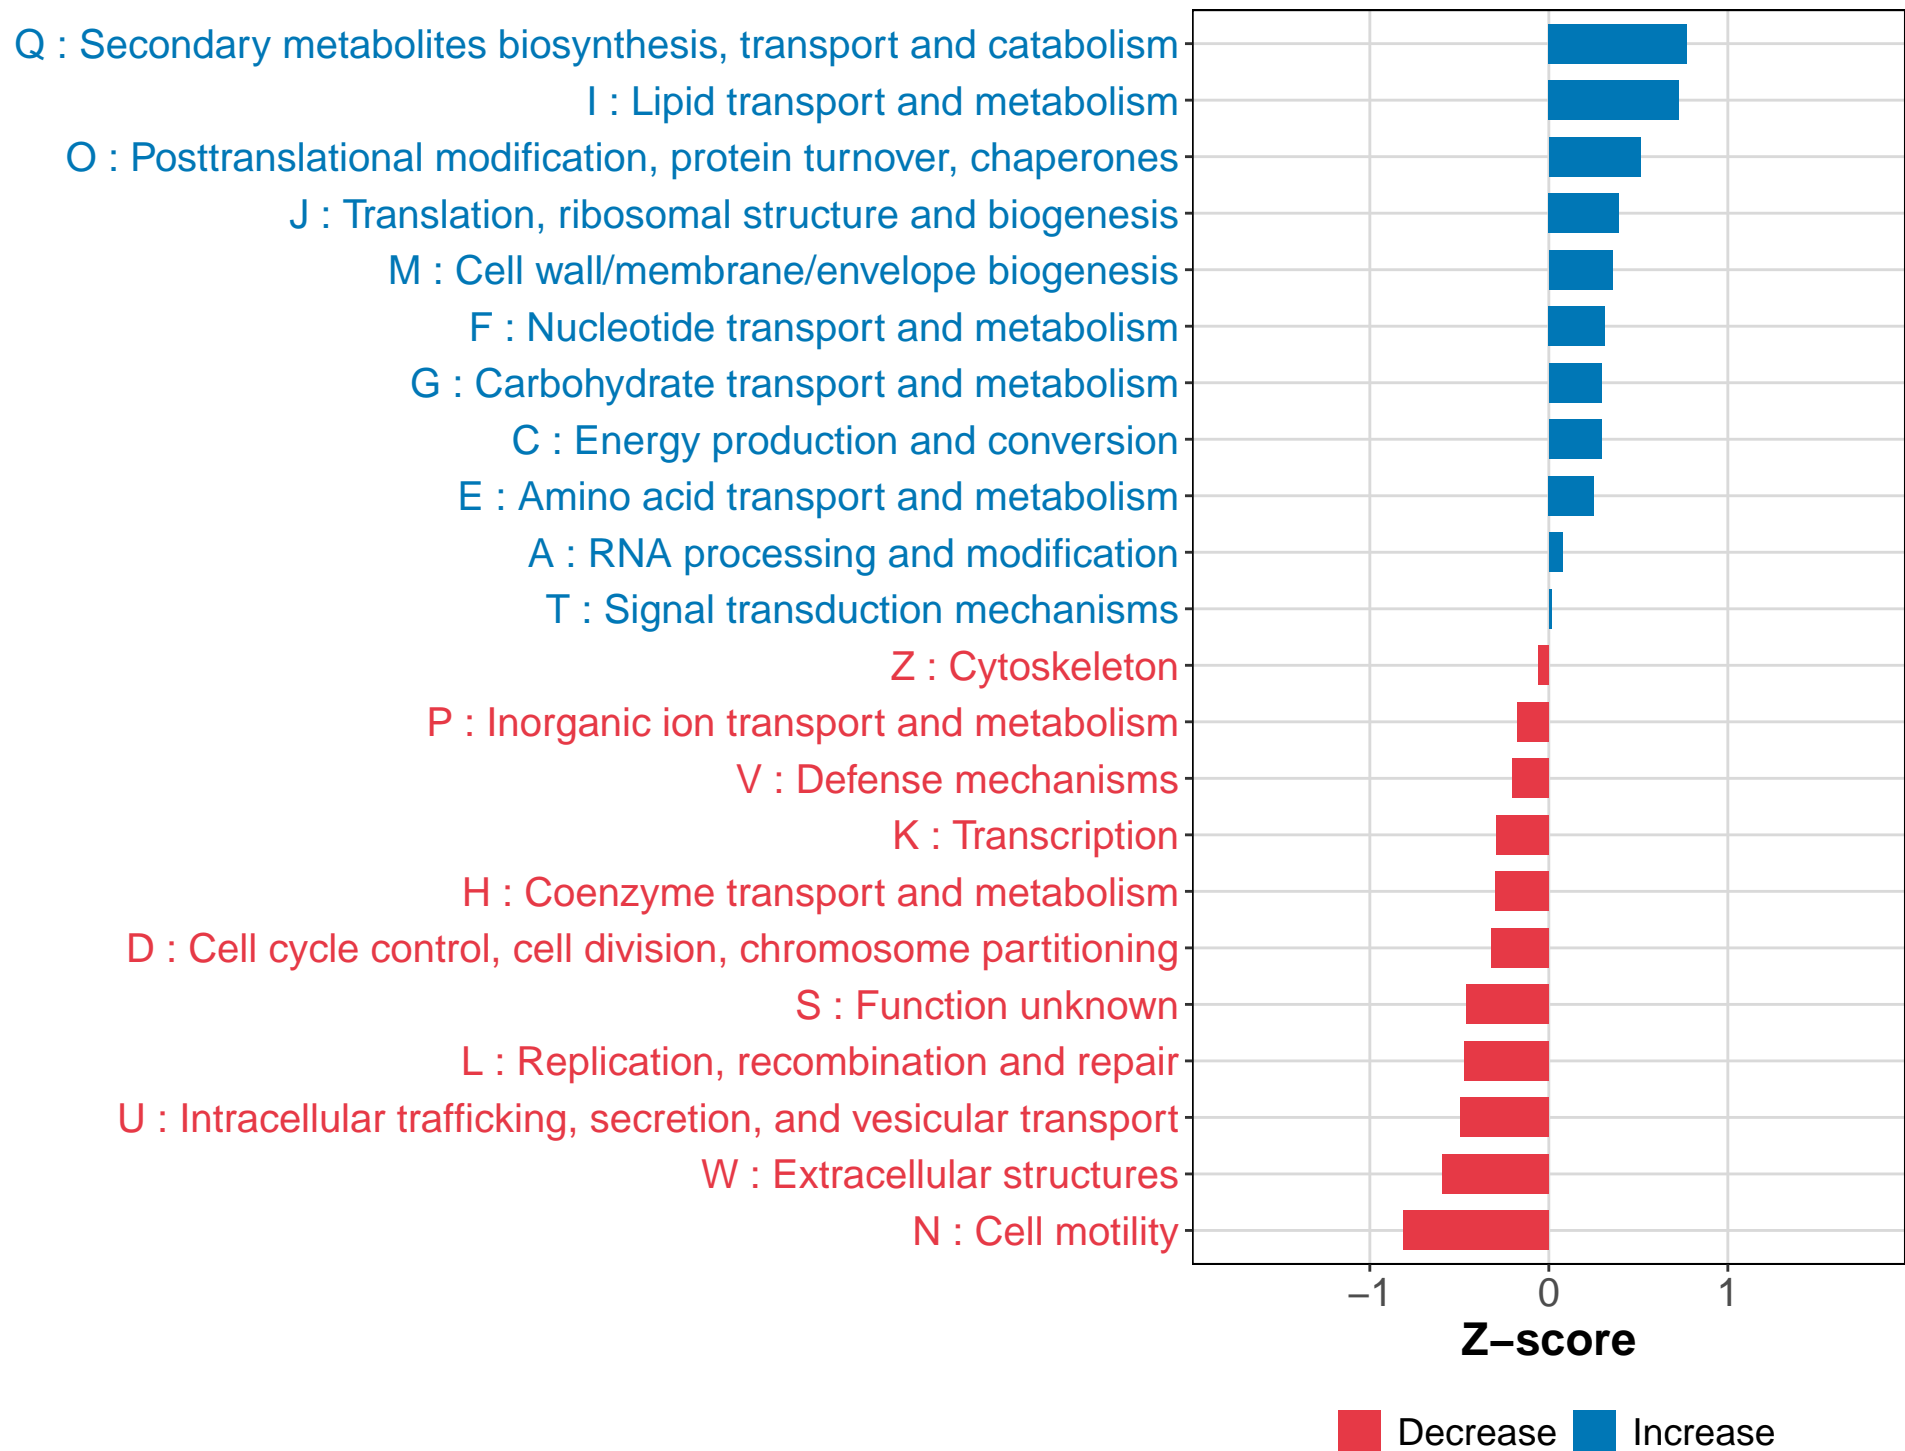 Q : Secondary metabolites biosynthesis, transport and catabolism
I : Lipid transport and metabolism
O : Posttranslational modification, protein turnover, chaperones
J : Translation, ribosomal structure and biogenesis
M : Cell wall/membrane/envelope biogenesis
F : Nucleotide transport and metabolism
G : Carbohydrate transport and metabolism
C : Energy production and conversion
E : Amino acid transport and metabolism
A : RNA processing and modification
T : Signal transduction mechanisms
Z : Cytoskeleton
P : Inorganic ion transport and metabolism
V : Defense mechanisms
K : Transcription
H : Coenzyme transport and metabolism
D : Cell cycle control, cell division, chromosome partitioning
S : Function unknown
L : Replication, recombination and repair
U : Intracellular trafficking, secretion, and vesicular transport
W : Extracellular structures
N : Cell motility
−1 0 1
Z−score
Decrease Increase